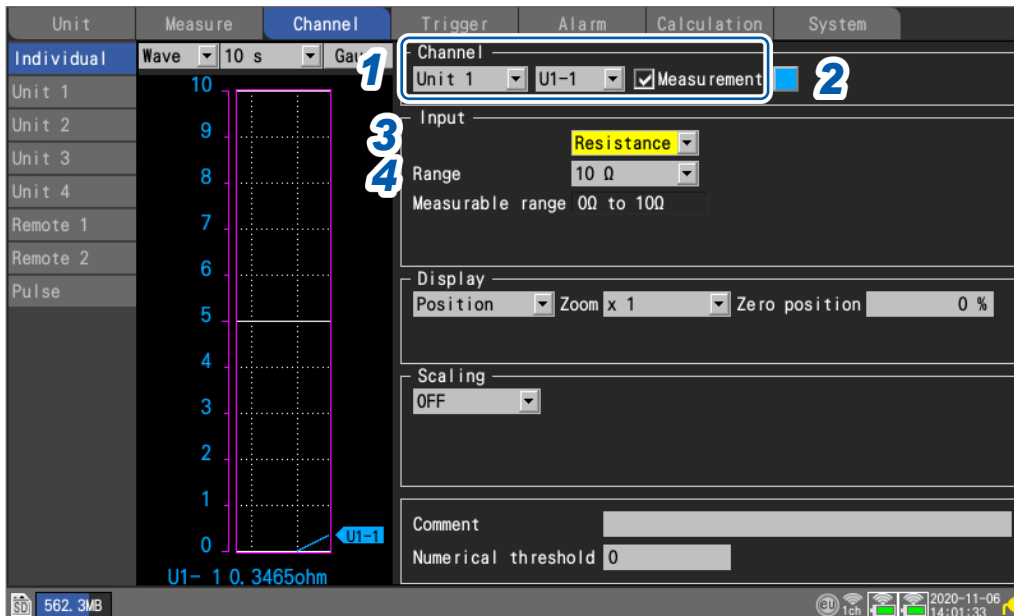 Unit Measure Channel Trigger Alarm Calculation System
Individual
Unit 1
Unit 2
Unit 3
Unit 4
Remote 1
Remote 2
Pulse
Wave 10 s Gau
10
9
8
7
6
5
4
3
2
1
0
U1-1
U1- 1 0. 3465ohm
1
Channel
Unit 1 U1-1 Measurement
2
3
Input
Resistance
4
Range 10 Ω
Measurable range 0Ω to 10Ω
Display
Position Zoom x 1 Zero position 0 %
Scaling
OFF
Comment
Numerical threshold 0
SD 562. 3MB
EU 1ch 2020-11-06
14:01:33